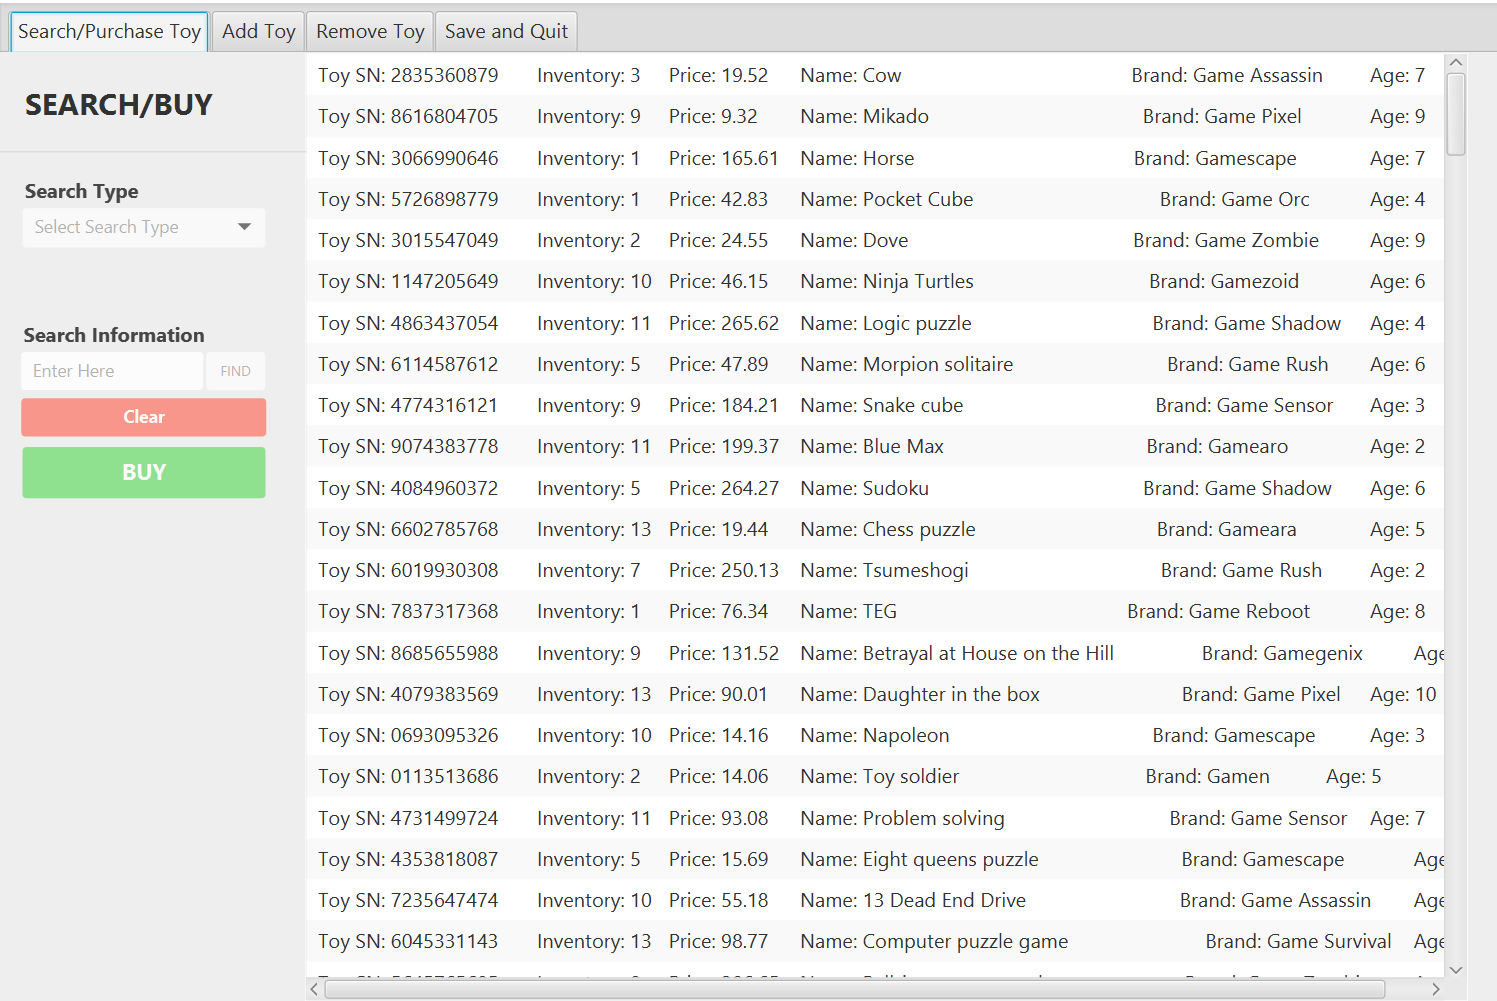 Search/Purchase Toy Add Toy Remove Toy Save and Quit
SEARCH/BUY
Search Type
Select Search Type
Search Information
Enter Here FIND
Clear
BUY
Toy SN: 2835360879 Inventory: 3 Price: 19.52 Name: Cow Brand: Game Assassin Age: 7
Toy SN: 8616804705 Inventory: 9 Price: 9.32 Name: Mikado Brand: Game Pixel Age: 9
Toy SN: 3066990646 Inventory: 1 Price: 165.61 Name: Horse Brand: Gamescape Age: 7
Toy SN: 5726898779 Inventory: 1 Price: 42.83 Name: Pocket Cube Brand: Game Orc Age: 4
Toy SN: 3015547049 Inventory: 2 Price: 24.55 Name: Dove Brand: Game Zombie Age: 9
Toy SN: 1147205649 Inventory: 10 Price: 46.15 Name: Ninja Turtles Brand: Gamezoid Age: 6
Toy SN: 4863437054 Inventory: 11 Price: 265.62 Name: Logic puzzle Brand: Game Shadow Age: 4
Toy SN: 6114587612 Inventory: 5 Price: 47.89 Name: Morpion solitaire Brand: Game Rush Age: 6
Toy SN: 4774316121 Inventory: 9 Price: 184.21 Name: Snake cube Brand: Game Sensor Age: 3
Toy SN: 9074383778 Inventory: 11 Price: 199.37 Name: Blue Max Brand: Gamearo Age: 2
Toy SN: 4084960372 Inventory: 5 Price: 264.27 Name: Sudoku Brand: Game Shadow Age: 6
Toy SN: 6602785768 Inventory: 13 Price: 19.44 Name: Chess puzzle Brand: Gameara Age: 5
Toy SN: 6019930308 Inventory: 7 Price: 250.13 Name: Tsumeshogi Brand: Game Rush Age: 2
Toy SN: 7837317368 Inventory: 1 Price: 76.34 Name: TEG Brand: Game Reboot Age: 8
Toy SN: 8685655988 Inventory: 9 Price: 131.52 Name: Betrayal at House on the Hill Brand: Gamegenix Age
Toy SN: 4079383569 Inventory: 13 Price: 90.01 Name: Daughter in the box Brand: Game Pixel Age: 10
Toy SN: 0693095326 Inventory: 10 Price: 14.16 Name: Napoleon Brand: Gamescape Age: 3
Toy SN: 0113513686 Inventory: 2 Price: 14.06 Name: Toy soldier Brand: Gamen Age: 5
Toy SN: 4731499724 Inventory: 11 Price: 93.08 Name: Problem solving Brand: Game Sensor Age: 7
Toy SN: 4353818087 Inventory: 5 Price: 15.69 Name: Eight queens puzzle Brand: Gamescape Age
Toy SN: 7235647474 Inventory: 10 Price: 55.18 Name: 13 Dead End Drive Brand: Game Assassin Age
Toy SN: 6045331143 Inventory: 13 Price: 98.77 Name: Computer puzzle game Brand: Game Survival Age